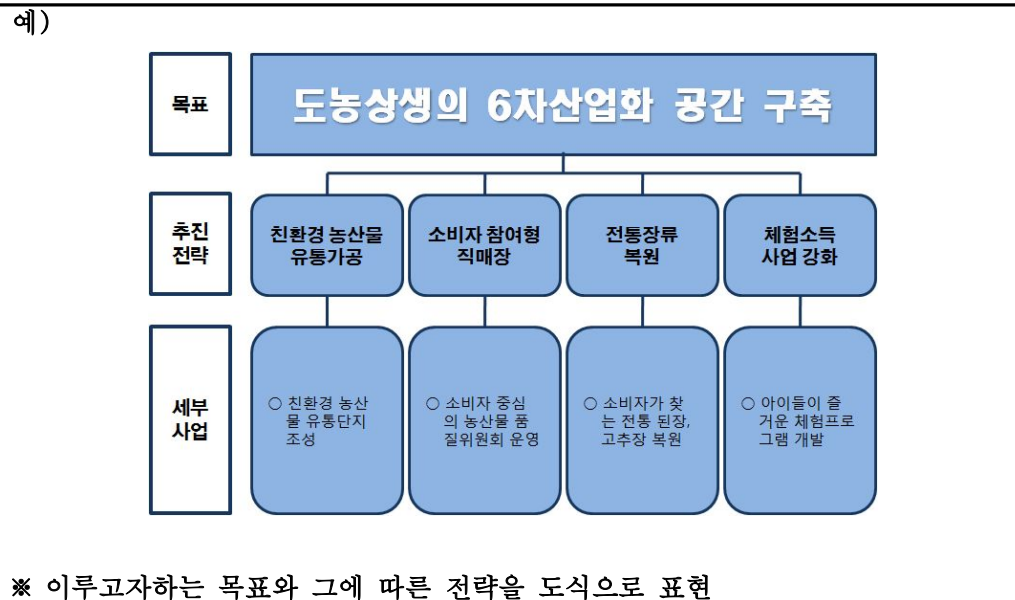 예)
목표
도농상생의 6차산업화 공간 구축
추진
전략
친환경 농산물
유통가공
소비자 참여형
직매장
전통장류
복원
체험소득
사업 강화
세부
사업
○ 친환경 농산
물 유통단지
조성
○ 소비자 중심
의 농산물 품
질위원회 운영
○ 소비자가 찾
는 전통 된장,
고추장 복원
○ 아이들이 즐
거운 체험프로
그램 개발
※ 이루고자하는 목표와 그에 따른 전략을 도식으로 표현